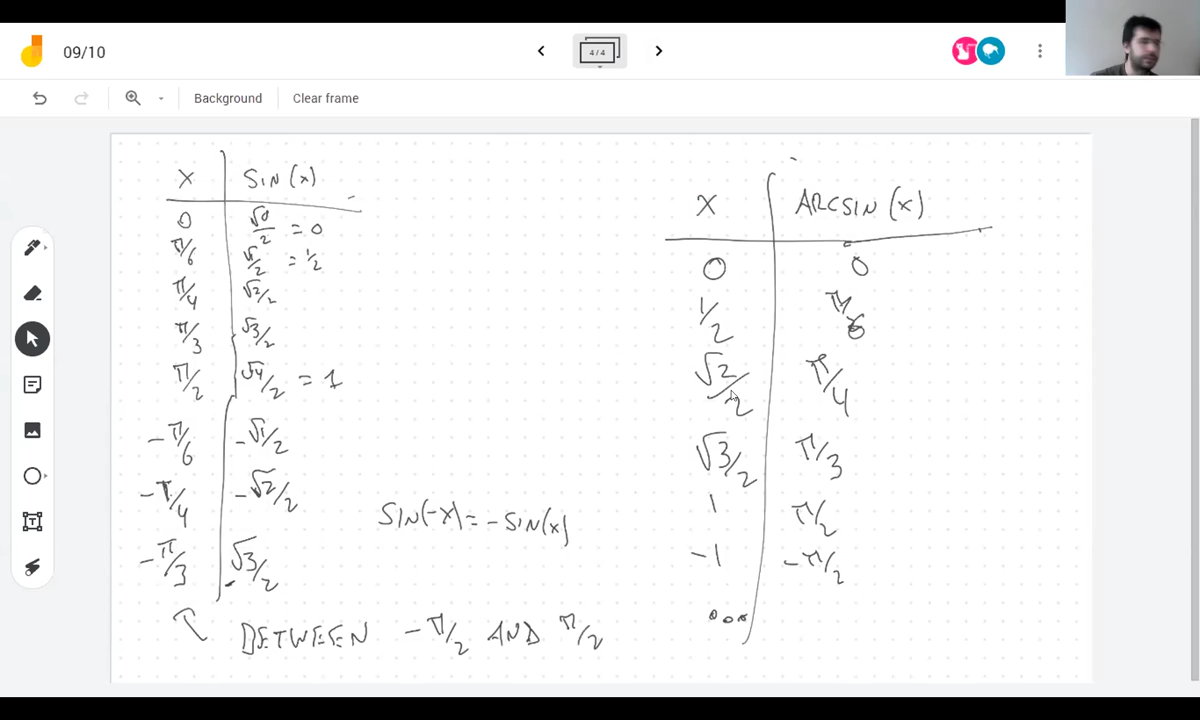 09/10
4/4
Background
Clear frame
x | SIN(x)
0 | √0/2 = 0
π/6 | √1/2 = 1/2
π/4 | √2/2
π/3 | √3/2
π/2 | √4/2 = 1
-π/6 | -√1/2
-π/4 | -√2/2
-π/3 | -√3/2
SIN(-x) = -SIN(x)
BETWEEN -π/2 AND π/2
x | ARCSIN(x)
0 | 0
1/2 | π/6
√2/2 | π/4
√3/2 | π/3
1 | π/2
-1 | -π/2
...